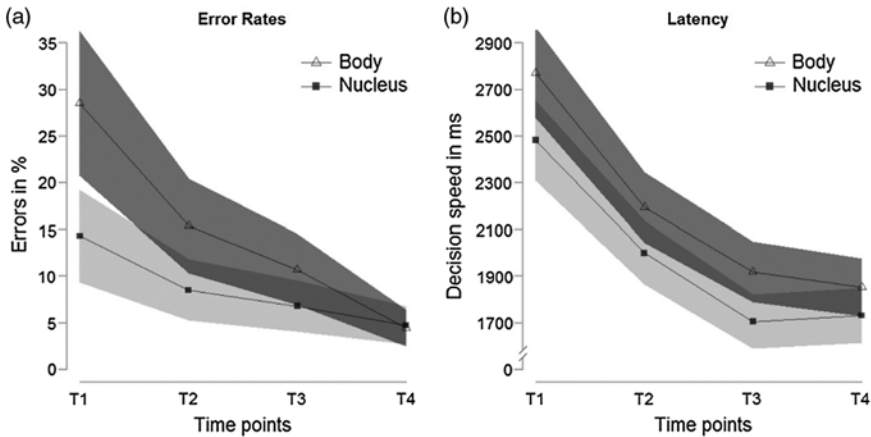 (a)
Error Rates
35
30
25
20
15
10
5
0
Errors in %
Body
Nucleus
T1 T2 T3 T4
Time points
(b)
Latency
2900
2700
2500
2300
2100
1900
1700
0
Decision speed in ms
Body
Nucleus
T1 T2 T3 T4
Time points